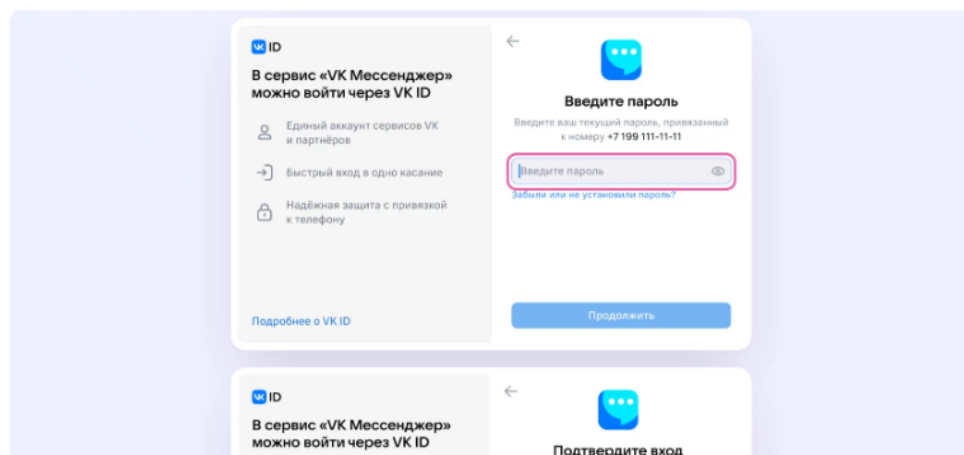 VK ID
В сервис «VK Мессенджер»
можно войти через VK ID
Единый аккаунт сервисов VK
и партнёров
Быстрый вход в одно касание
Надёжная защита с привязкой
к телефону
Подробнее о VK ID
Введите пароль
Введите ваш текущий пароль, привязанный
к номеру +7 199 111-11-11
Введите пароль
Забыли или не установили пароль?
Продолжить
VK ID
В сервис «VK Мессенджер»
можно войти через VK ID
Подтвердите вход